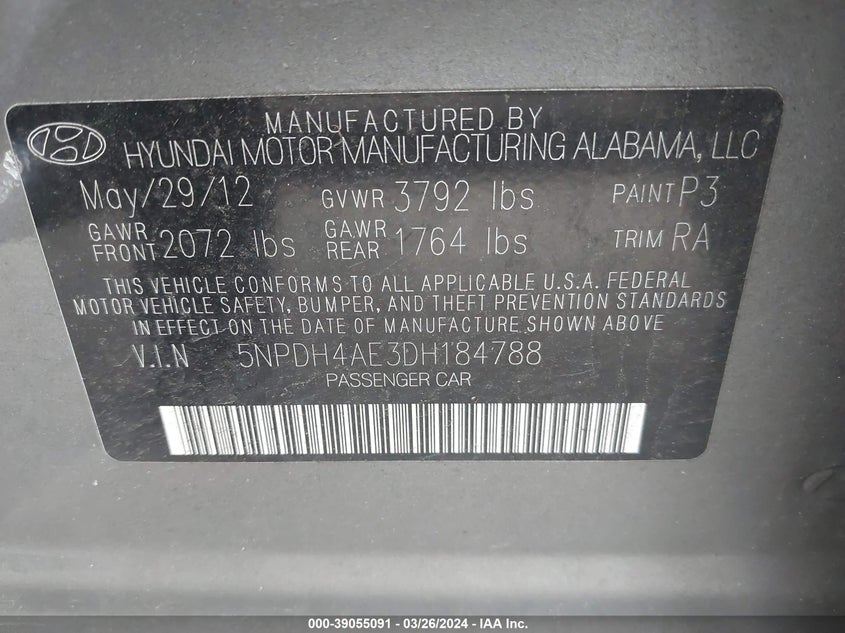 MANUFACTURED BY
HYUNDAI MOTOR MANUFACTURING ALABAMA, LLC
May/29/12 GVWR 3792 lbs PAINT P3
GAWR FRONT 2072 lbs GAWR REAR 1764 lbs TRIM RA
THIS VEHICLE CONFORMS TO ALL APPLICABLE U.S.A. FEDERAL
MOTOR VEHICLE SAFETY, BUMPER, AND THEFT PREVENTION STANDARDS
IN EFFECT ON THE DATE OF MANUFACTURE SHOWN ABOVE
V.I.N 5NPDH4AE3DH184788
PASSENGER CAR
000-39055091 - 03/26/2024 - IAA Inc.